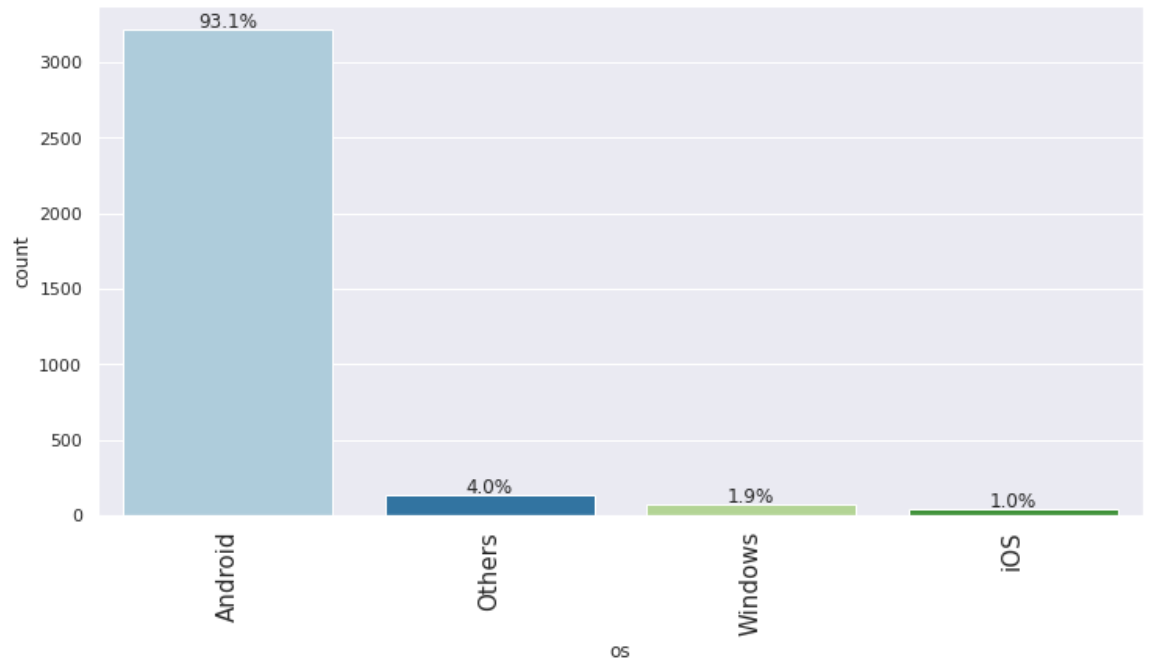 93.1%
3000
2500
2000
1500
1000
500
0
count
4.0%
1.9%
1.0%
Android
Others
Windows
iOS
os